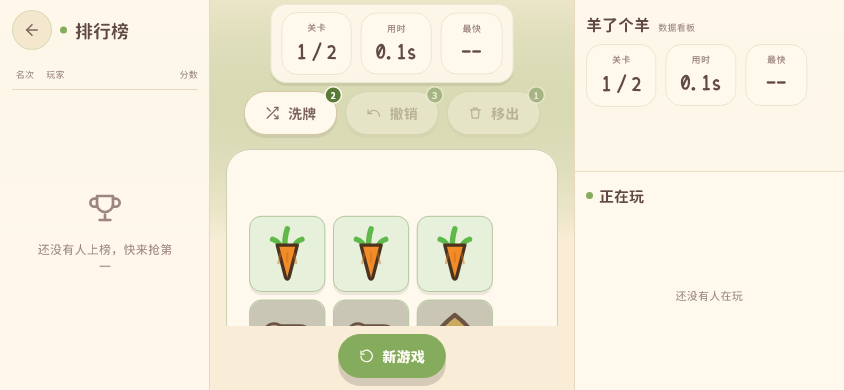 排行榜
名次 玩家 分数
还没有人上榜，快来抢第
一
关卡 用时 最快
1/2 0.1s --
洗牌 2 撤销 3 移出 1
新游戏
羊了个羊 数据看板
关卡 用时 最快
1/2 0.1s --
正在玩
还没有人在玩